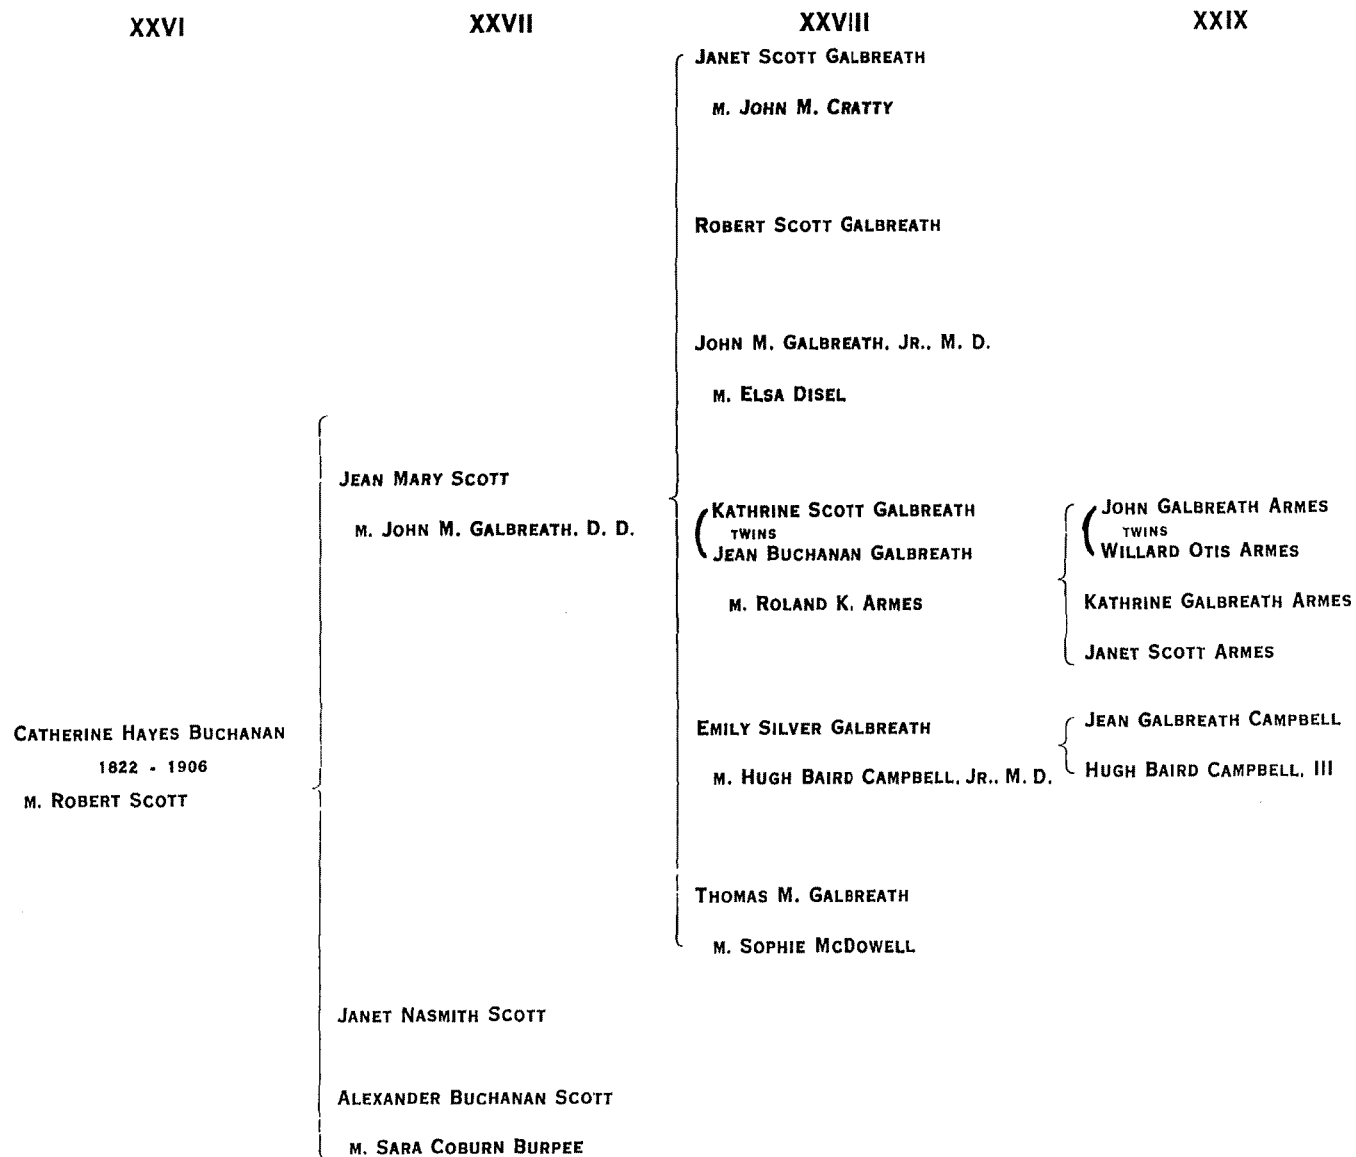 XXVI
XXVII
XXVIII
XXIX
JANET SCOTT GALBREATH
M. JOHN M. CRATTY
ROBERT SCOTT GALBREATH
JOHN M. GALBREATH, JR., M. D.
M. ELSA DISEL
JEAN MARY SCOTT
M. JOHN M. GALBREATH, D. D.
KATHRINE SCOTT GALBREATH
TWINS
JEAN BUCHANAN GALBREATH
M. ROLAND K. ARMES
JOHN GALBREATH ARMES
TWINS
WILLARD OTIS ARMES
KATHRINE GALBREATH ARMES
JANET SCOTT ARMES
CATHERINE HAYES BUCHANAN
1822 - 1906
M. ROBERT SCOTT
EMILY SILVER GALBREATH
M. HUGH BAIRD CAMPBELL, JR., M. D.
JEAN GALBREATH CAMPBELL
HUGH BAIRD CAMPBELL, III
THOMAS M. GALBREATH
M. SOPHIE MCDOWELL
JANET NASMITH SCOTT
ALEXANDER BUCHANAN SCOTT
M. SARA COBURN BURPEE